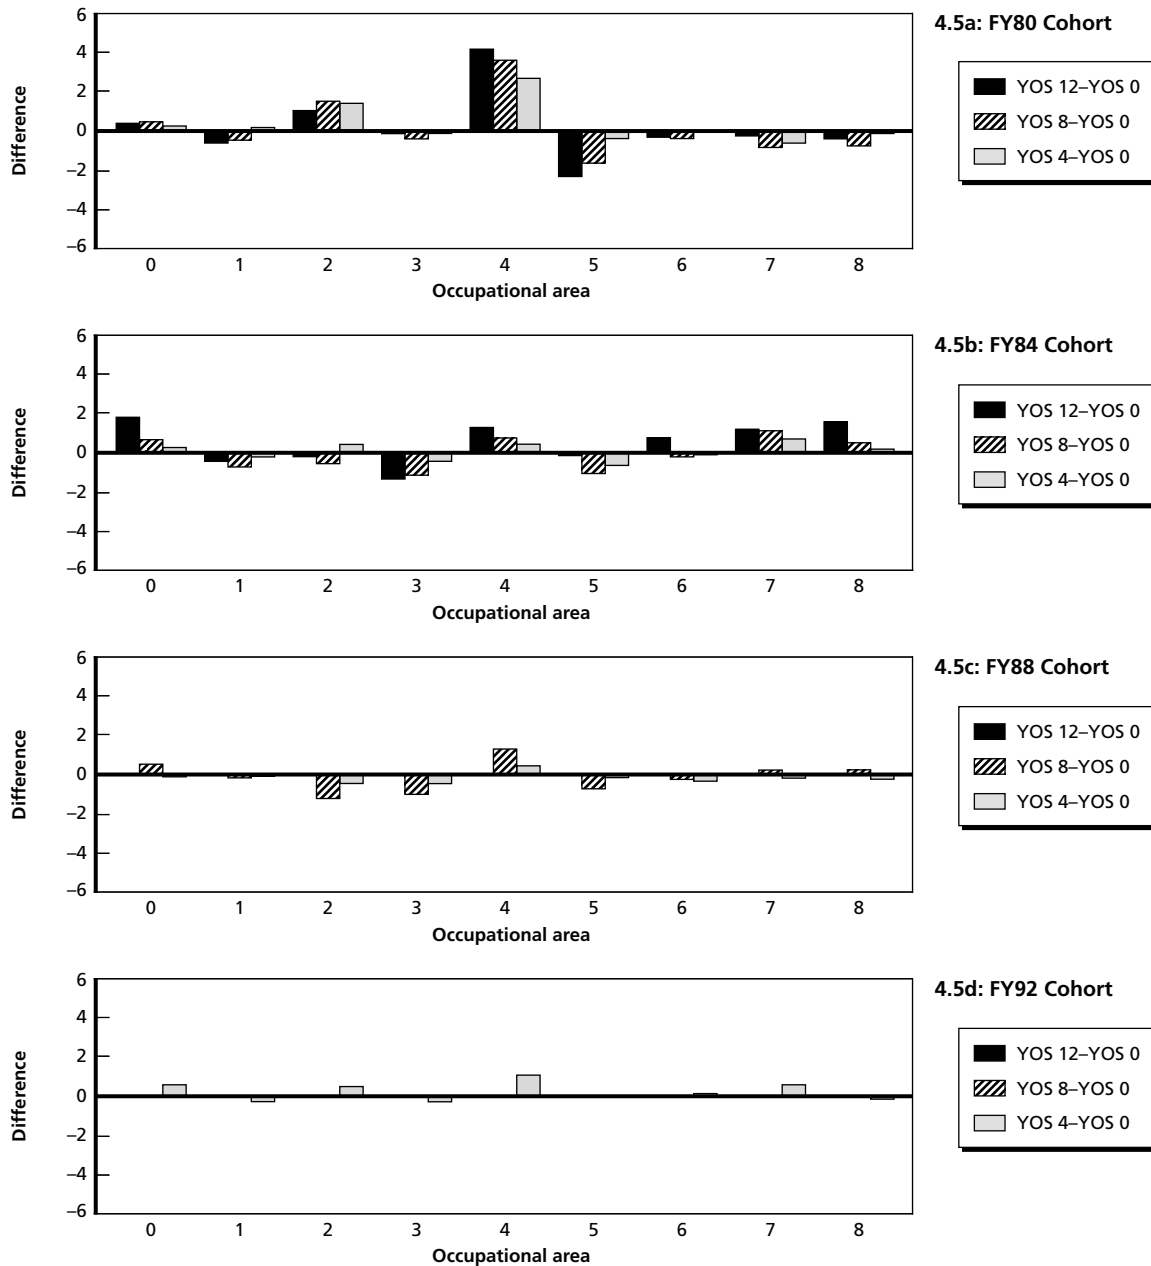 4.5a: FY80 Cohort
YOS 12–YOS 0
YOS 8–YOS 0
YOS 4–YOS 0
Difference
6
4
2
0
–2
–4
–6
0 1 2 3 4 5 6 7 8
Occupational area
4.5b: FY84 Cohort
YOS 12–YOS 0
YOS 8–YOS 0
YOS 4–YOS 0
Difference
6
4
2
0
–2
–4
–6
0 1 2 3 4 5 6 7 8
Occupational area
4.5c: FY88 Cohort
YOS 12–YOS 0
YOS 8–YOS 0
YOS 4–YOS 0
Difference
6
4
2
0
–2
–4
–6
0 1 2 3 4 5 6 7 8
Occupational area
4.5d: FY92 Cohort
YOS 12–YOS 0
YOS 8–YOS 0
YOS 4–YOS 0
Difference
6
4
2
0
–2
–4
–6
0 1 2 3 4 5 6 7 8
Occupational area